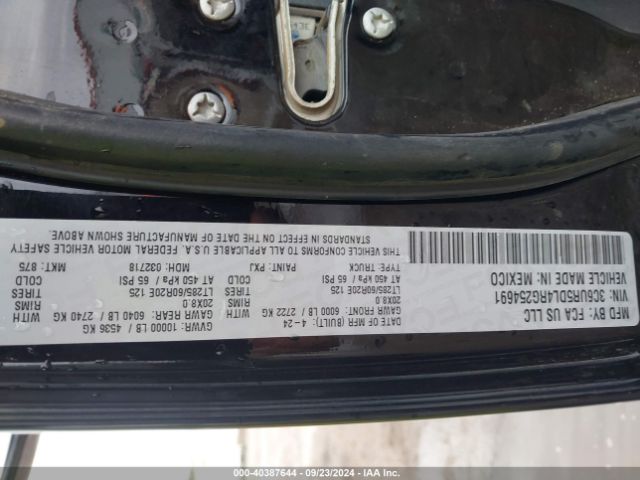 MFD BY: FCA US LLC
DATE OF MFR (BUILT): 4-24
GVWR: 10000 LB / 4536 KG
GAWR FRONT: 6000 LB / 2722 KG WITH
GAWR REAR: 6040 LB / 2740 KG WITH
20X8.0 RIMS
20X8.0 RIMS
LT285/60R20E 125 TIRES
LT285/60R20E 125 TIRES
AT 450 kPa / 65 PSI COLD
AT 450 kPa / 65 PSI COLD
TYPE: TRUCK
PAINT: PXJ
MDH: 032718
MKT: 875
VIN: 3C6UR5DL4RG254691
VEHICLE MADE IN: MEXICO
THIS VEHICLE CONFORMS TO ALL APPLICABLE U.S.A. FEDERAL MOTOR VEHICLE SAFETY
STANDARDS IN EFFECT ON THE DATE OF MANUFACTURE SHOWN ABOVE.
000-40387644 - 09/23/2024 - IAA Inc.